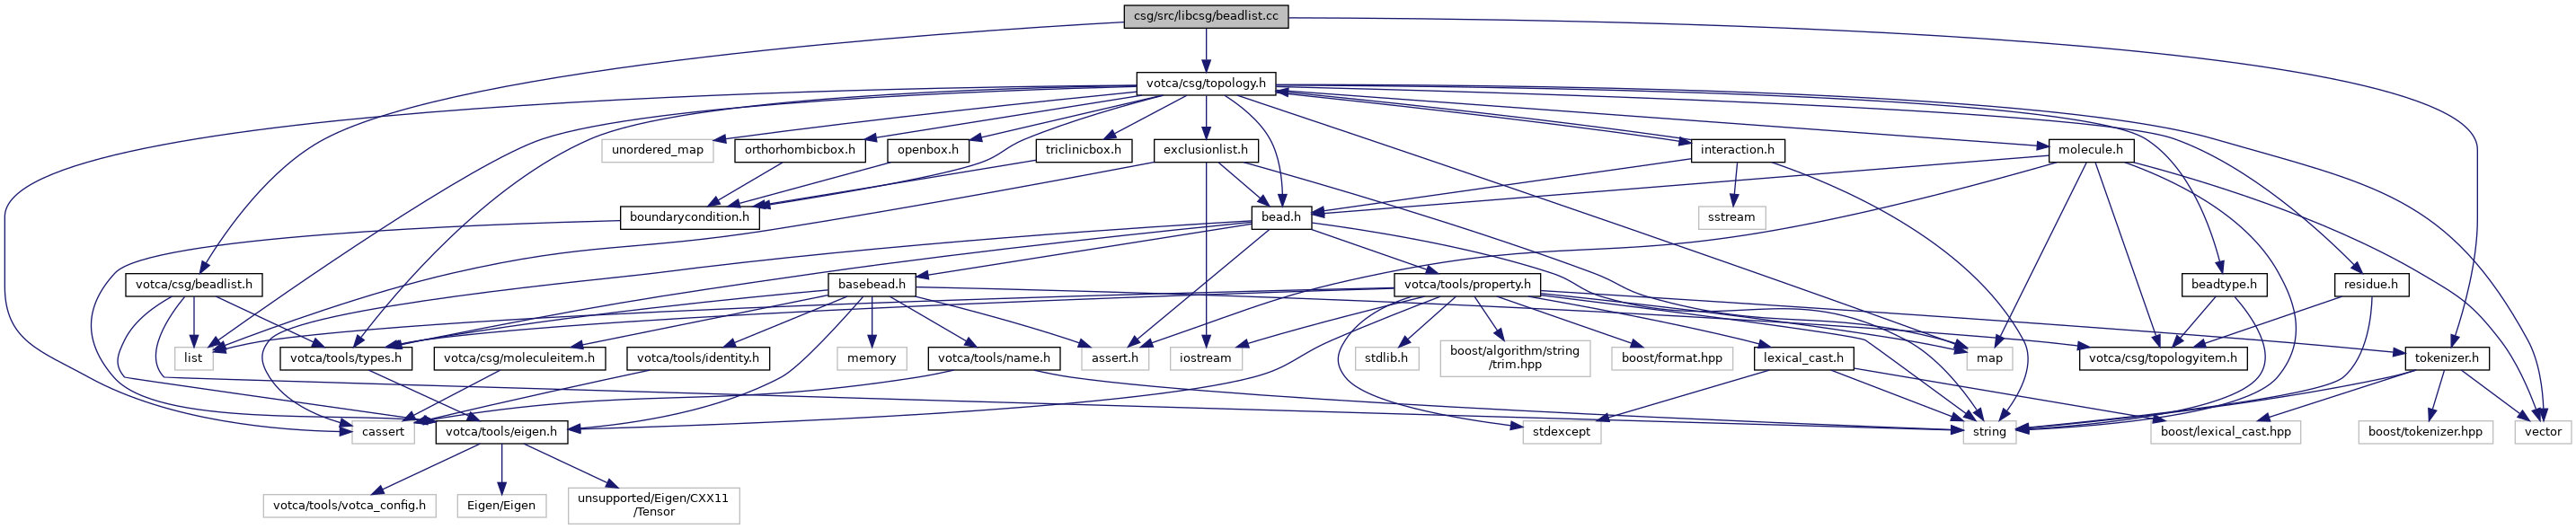 csg/src/libcsg/beadlist.cc
votca/csg/topology.h
unordered_map
orthorhombicbox.h
openbox.h
triclinicbox.h
exclusionlist.h
interaction.h
molecule.h
boundarycondition.h
bead.h
sstream
votca/csg/beadlist.h
basebead.h
votca/tools/property.h
beadtype.h
residue.h
list
votca/tools/types.h
votca/csg/moleculeitem.h
votca/tools/identity.h
memory
votca/tools/name.h
assert.h
iostream
stdlib.h
boost/algorithm/string
/trim.hpp
boost/format.hpp
lexical_cast.h
map
votca/csg/topologyitem.h
tokenizer.h
cassert
votca/tools/eigen.h
stdexcept
string
boost/lexical_cast.hpp
boost/tokenizer.hpp
vector
votca/tools/votca_config.h
Eigen/Eigen
unsupported/Eigen/CXX11
/Tensor